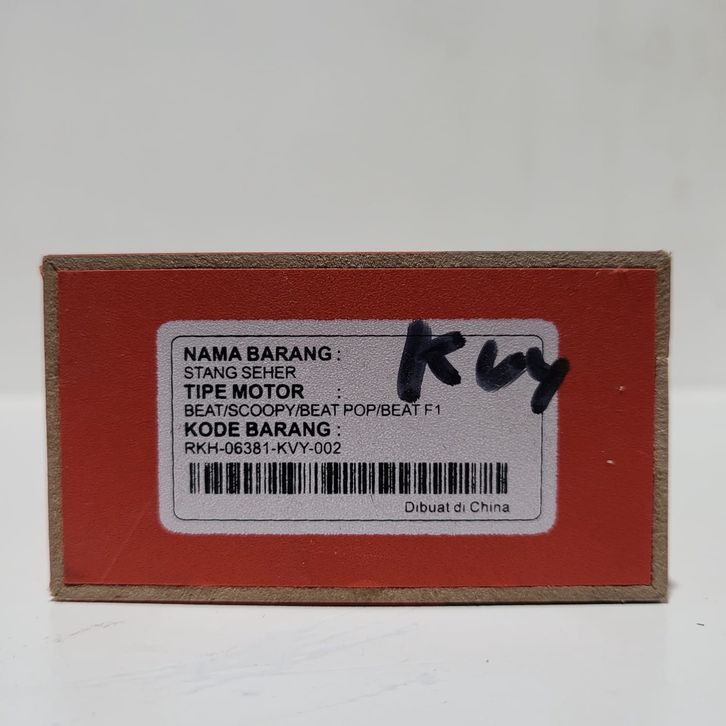 NAMA BARANG :
STANG SEHER
TIPE MOTOR :
BEAT/SCOOPY/BEAT POP/BEAT F1
KODE BARANG :
RKH-06381-KVY-002
Dibuat di China
Kvy